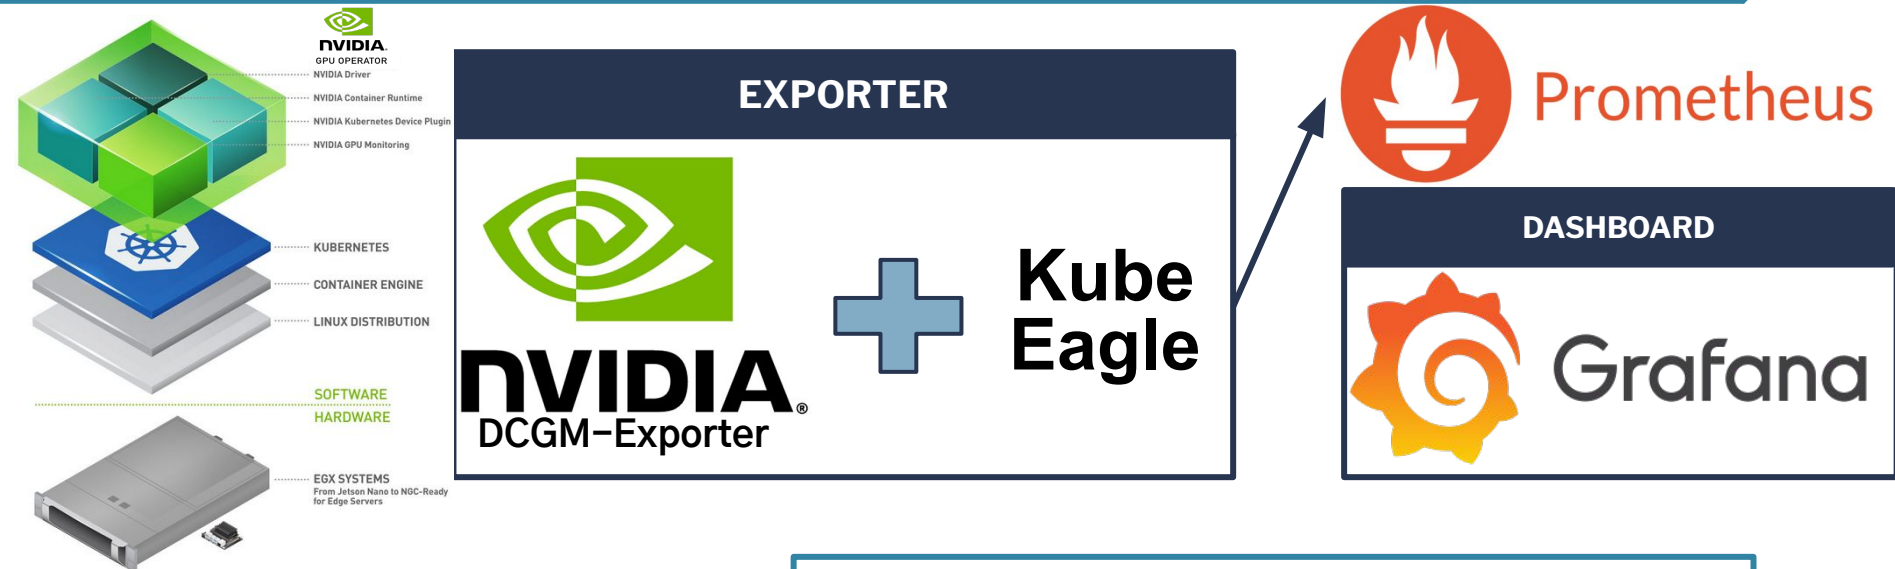 NVIDIA.
GPU OPERATOR
NVIDIA Driver
NVIDIA Container Runtime
NVIDIA Kubernetes Device Plugin
NVIDIA GPU Monitoring
KUBERNETES
CONTAINER ENGINE
LINUX DISTRIBUTION
SOFTWARE
HARDWARE
EGX SYSTEMS
From Jetson Nano to NGC-Ready
for Edge Servers
EXPORTER
NVIDIA®
DCGM-Exporter
Kube
Eagle
Prometheus
DASHBOARD
Grafana